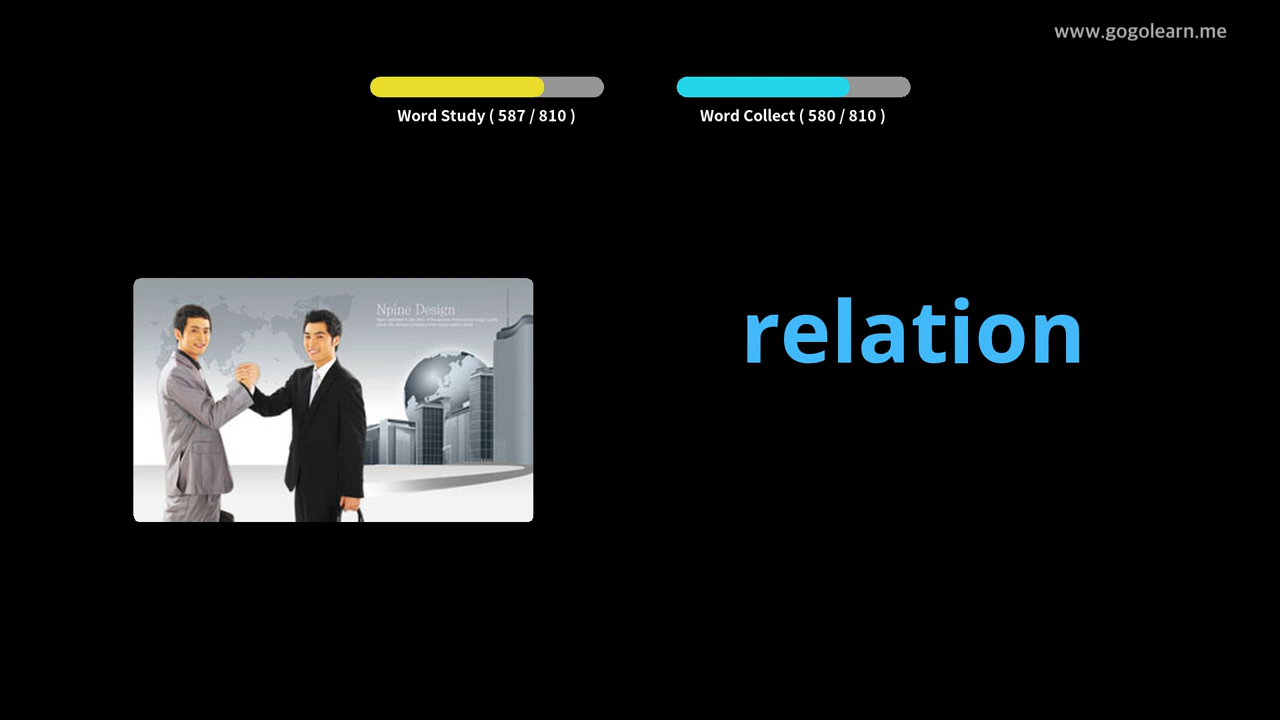 www.gogolearn.me
Word Study ( 587 / 810 )
Word Collect ( 580 / 810 )
Npine Design
relation